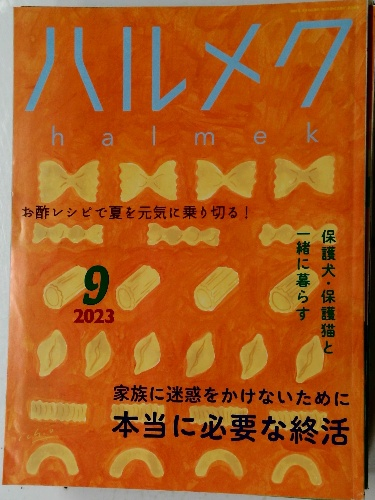 ハルメク
halmek
お酢レシピで夏を元気に乗り切る!
保護犬・保護猫と
一緒に暮らす
9
2023
家族に迷惑をかけないために
本当に必要な終活